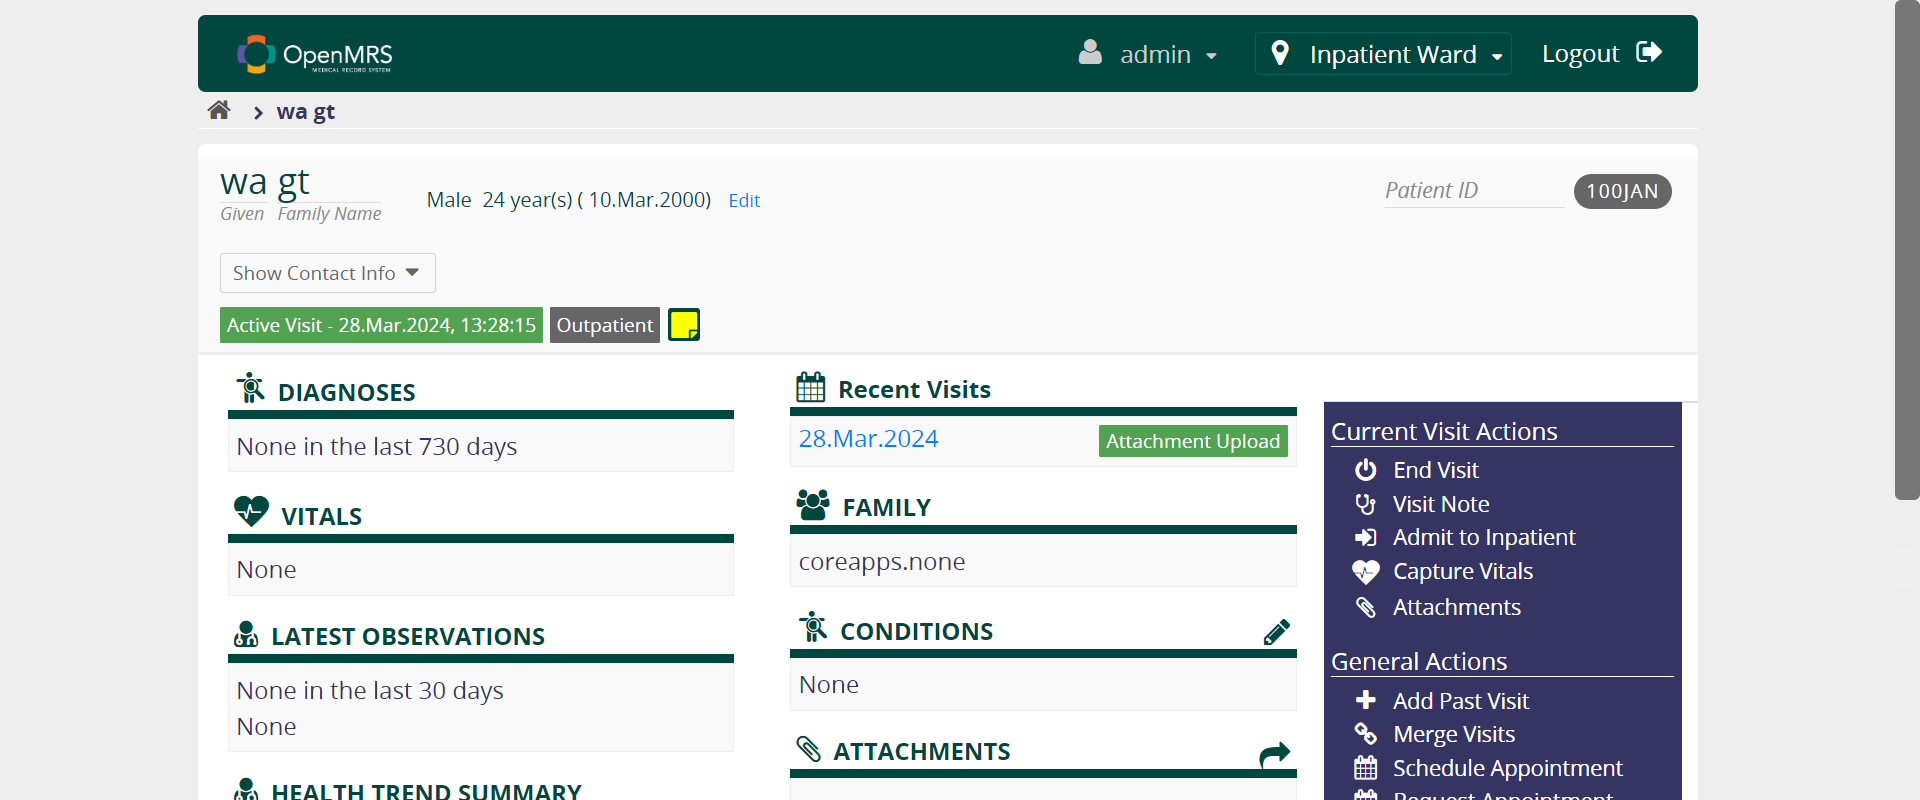 OpenMRS
MEDICAL RECORD SYSTEM
admin
Inpatient Ward
Logout
wa gt
wa gt
Given Family Name
Male 24 year(s) ( 10.Mar.2000) Edit
Patient ID 100JAN
Show Contact Info
Active Visit - 28.Mar.2024, 13:28:15
Outpatient
DIAGNOSES
None in the last 730 days
VITALS
None
LATEST OBSERVATIONS
None in the last 30 days
None
HEALTH TREND SUMMARY
Recent Visits
28.Mar.2024 Attachment Upload
FAMILY
coreapps.none
CONDITIONS
None
ATTACHMENTS
Current Visit Actions
End Visit
Visit Note
Admit to Inpatient
Capture Vitals
Attachments
General Actions
Add Past Visit
Merge Visits
Schedule Appointment
Request Appointment